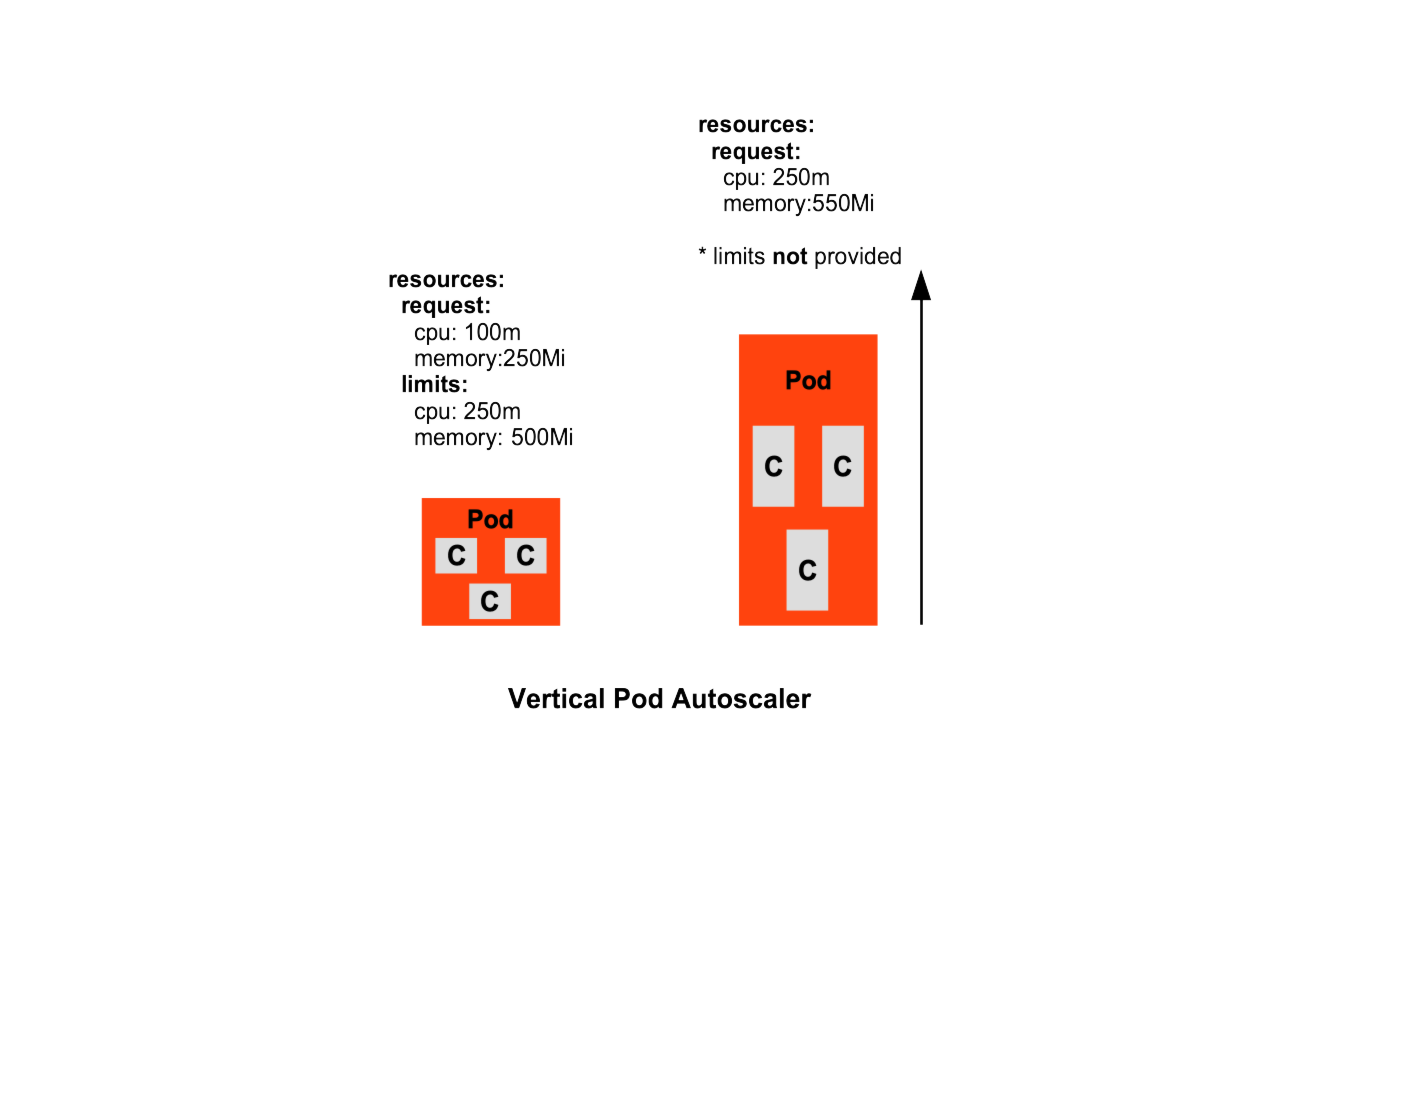 resources:
request:
cpu: 250m
memory:550Mi
* limits not provided
resources:
request:
cpu: 100m
memory:250Mi
limits:
cpu: 250m
memory: 500Mi
Pod
C C
C
Pod
C C
C
Vertical Pod Autoscaler